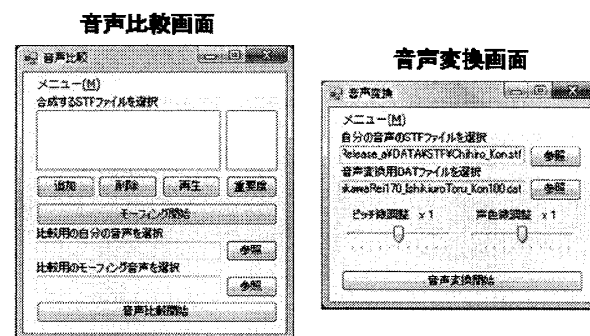 音声比較画面
音声比較
メニュー(M)
合成するSTFファイルを選択
追加 削除 再生 重要度
モーフィング開始
比較用の自分の音声を選択
参照
比較用のモーフィング音声を選択
参照
音声比較開始
音声変換画面
音声変換
メニュー(M)
自分の音声のSTFファイルを選択
Release_a¥DATA¥STF¥Chihiro_Kon.stf 参照
音声変換用DATファイルを選択
ikawaRei170_IshikiuroToru_Kon100.dat 参照
ピッチ微調整 ×1 声色微調整 ×1
音声変換開始